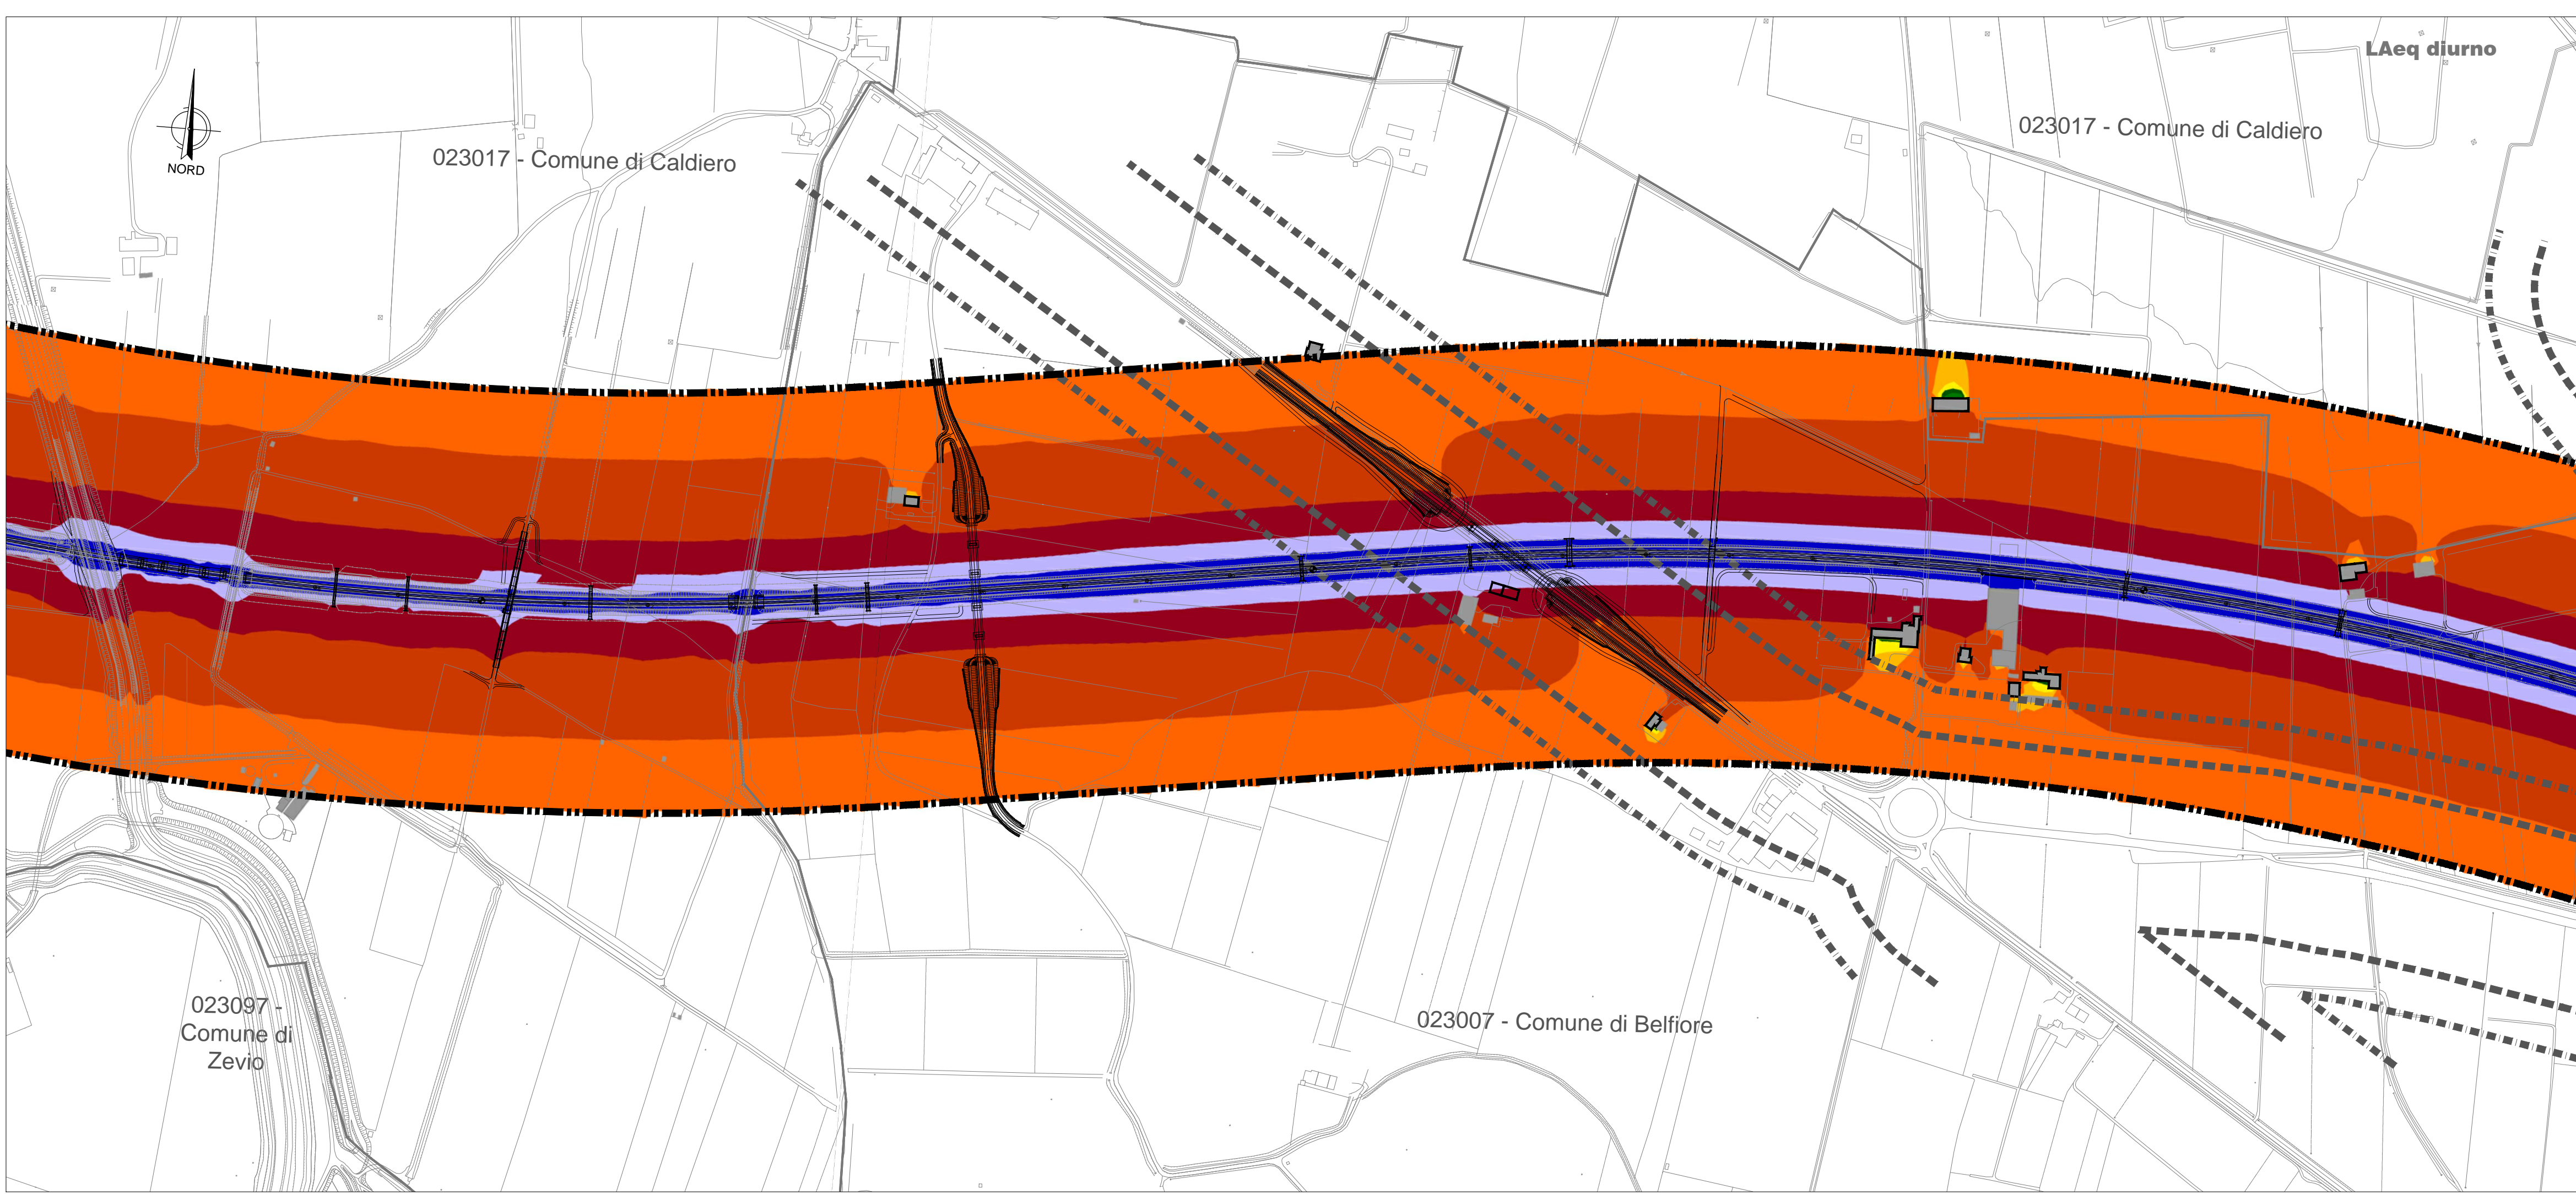 LAeq diurno
023017 - Comune di Caldiero
023017 - Comune di Caldiero
NORD
023097 -
Comune di
Zevio
023007 - Comune di Belfiore